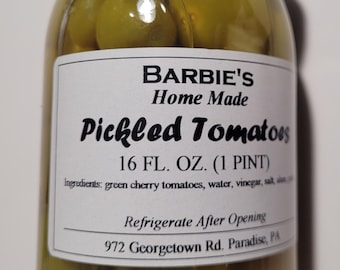 BARBIE'S
Home Made
Pickled Tomatoes
16 FL. OZ. (1 PINT)
Ingredients: green cherry tomatoes, water, vinegar, salt,
Refrigerate After Opening
972 Georgetown Rd. Paradise, PA